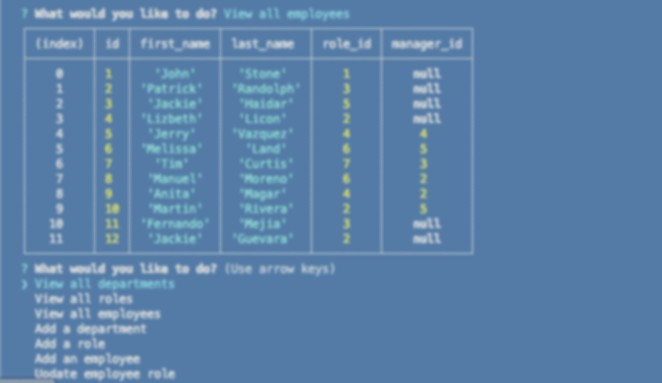 ? What would you like to do? View all employees
(index) id first_name last_name role_id manager_id
0 1 'John' 'Stone' 1 null
1 2 'Patrick' 'Randolph' 3 null
2 3 'Jackie' 'Haidar' 5 null
3 4 'Lizbeth' 'Licon' 2 null
4 5 'Jerry' 'Vazquez' 4 4
5 6 'Melissa' 'Land' 6 5
6 7 'Tim' 'Curtis' 7 3
7 8 'Manuel' 'Moreno' 6 2
8 9 'Anita' 'Magar' 4 2
9 10 'Martin' 'Rivera' 2 5
10 11 'Fernando' 'Mejia' 3 null
11 12 'Jackie' 'Guevara' 2 null
? What would you like to do? (Use arrow keys)
❯ View all departments
View all roles
View all employees
Add a department
Add a role
Add an employee
Update employee role